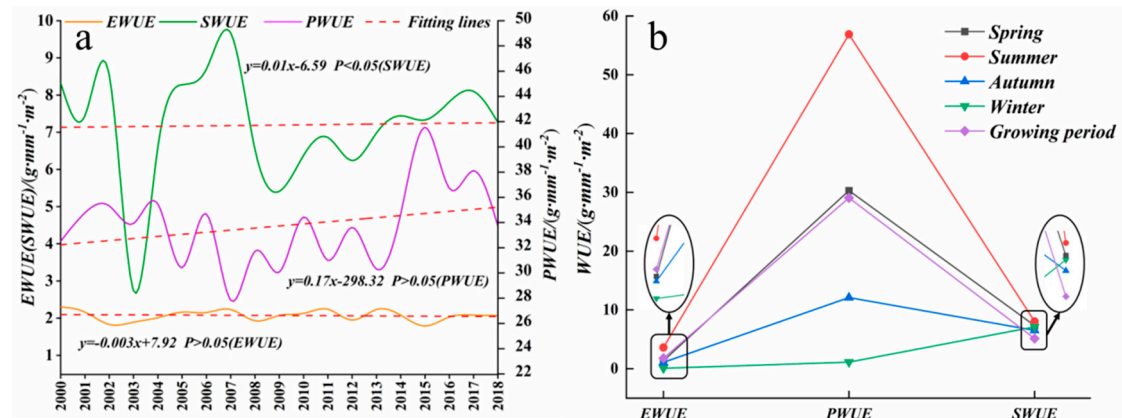 a
EWUE SWUE PWUE Fitting lines
EWUE(SWUE)/(g·mm⁻¹·m⁻²)
10
9
8
7
6
5
4
3
2
1
y=0.01x-6.59 P<0.05(SWUE)
y=0.17x-298.32 P>0.05(PWUE)
y=-0.003x+7.92 P>0.05(EWUE)
50
48
46
44
42
40
38
36
34
32
30
28
26
24
22
PWUE/(g·mm⁻¹·m⁻²)
2000 2001 2002 2003 2004 2005 2006 2007 2008 2009 2010 2011 2012 2013 2014 2015 2016 2017 2018
b
WUE/(g·mm⁻¹·m⁻²)
60
50
40
30
20
10
0
Spring
Summer
Autumn
Winter
Growing period
EWUE PWUE SWUE